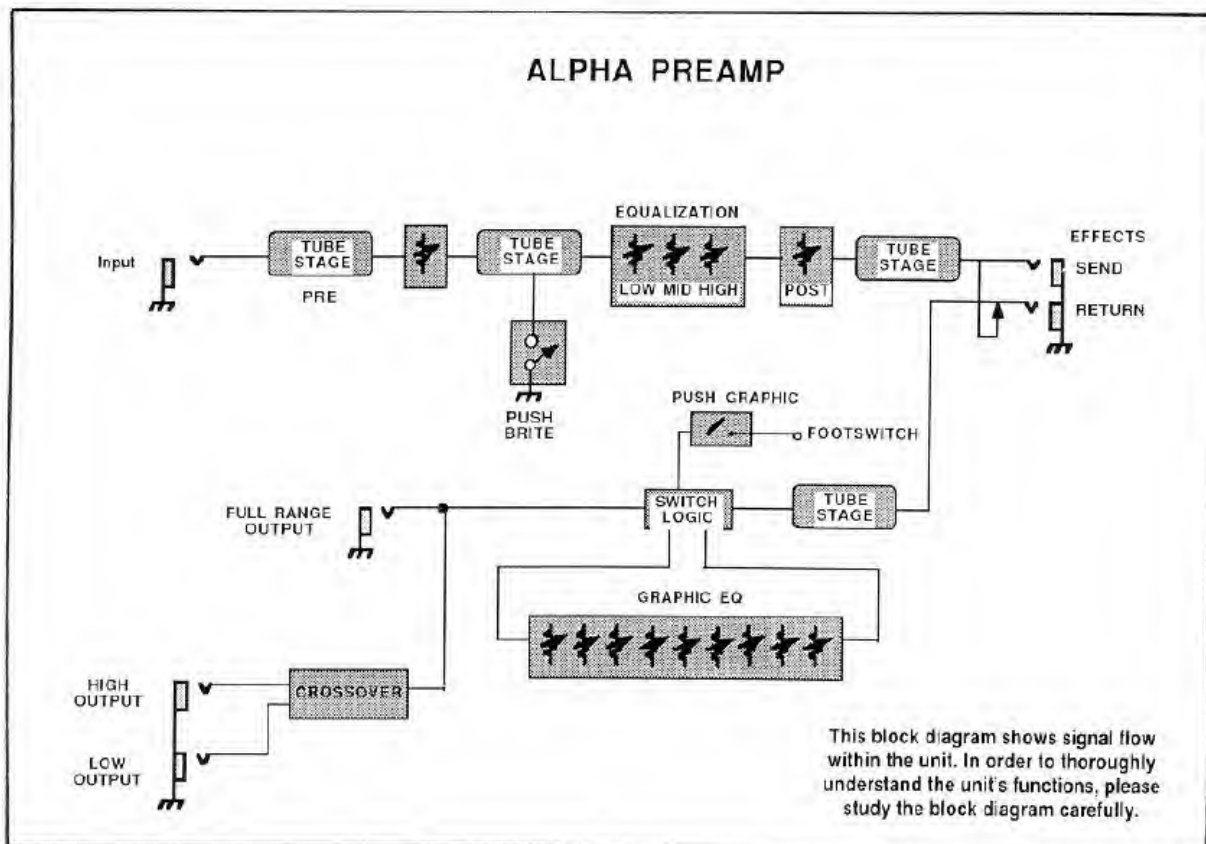 ALPHA PREAMP
EQUALIZATION
Input
TUBE
STAGE
PRE
TUBE
STAGE
LOW MID HIGH
POST
TUBE
STAGE
EFFECTS
SEND
RETURN
PUSH
BRITE
PUSH GRAPHIC
FOOTSWITCH
FULL RANGE
OUTPUT
SWITCH
LOGIC
TUBE
STAGE
GRAPHIC EQ
HIGH
OUTPUT
CROSSOVER
LOW
OUTPUT
This block diagram shows signal flow
within the unit. In order to thoroughly
understand the unit's functions, please
study the block diagram carefully.